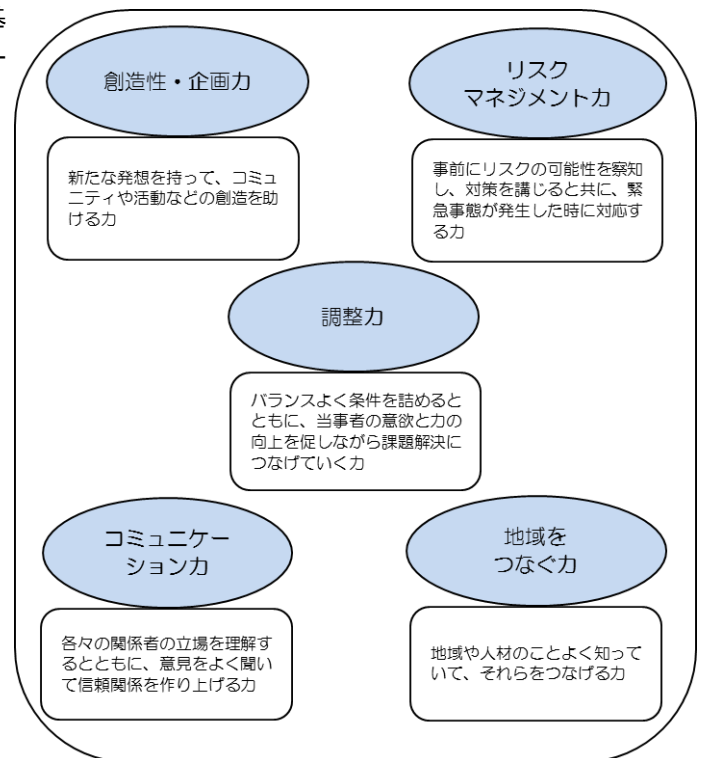 創造性・企画力
新たな発想を持って、コミュ
ニティや活動などの創造を助
ける力
リスク
マネジメント力
事前にリスクの可能性を察知
し、対策を講じると共に、緊
急事態が発生した時に対応す
る力
調整力
バランスよく条件を詰めると
ともに、当事者の意欲と力の
向上を促しながら課題解決に
つなげていく力
コミュニケー
ション力
各々の関係者の立場を理解す
るとともに、意見をよく聞い
て信頼関係を作り上げる力
地域を
つなぐ力
地域や人材のことよく知って
いて、それらをつなげる力